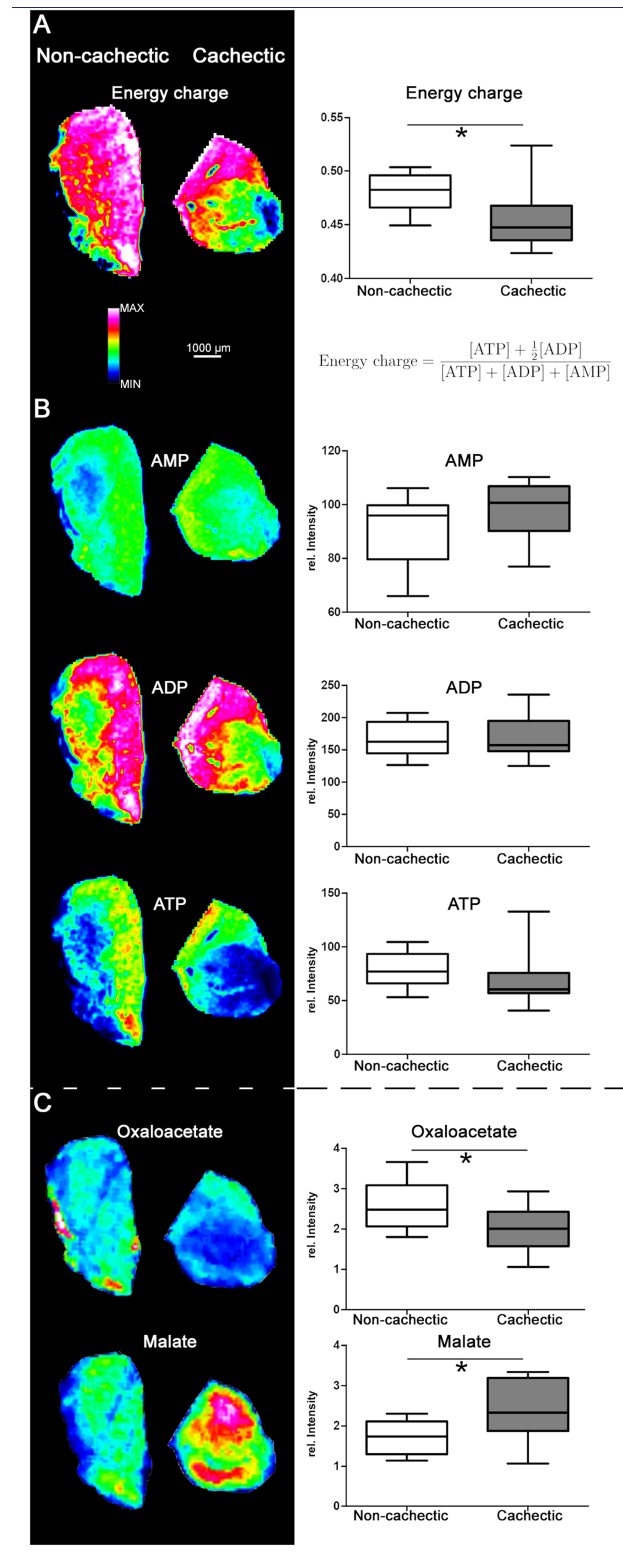 A
Non-cachectic Cachectic
Energy charge
MAX
MIN
1000 µm
Energy charge
*
0.55
0.50
0.45
0.40
Non-cachectic Cachectic
Energy charge = [ATP] + 1/2[ADP] / [ATP] + [ADP] + [AMP]
B
AMP
AMP
rel. Intensity
120
100
80
60
Non-cachectic Cachectic
ADP
ADP
rel. Intensity
250
200
150
100
50
0
Non-cachectic Cachectic
ATP
ATP
rel. Intensity
150
100
50
0
Non-cachectic Cachectic
C
Oxaloacetate
Oxaloacetate
*
rel. Intensity
4
3
2
1
0
Non-cachectic Cachectic
Malate
Malate
*
rel. Intensity
4
3
2
1
0
Non-cachectic Cachectic